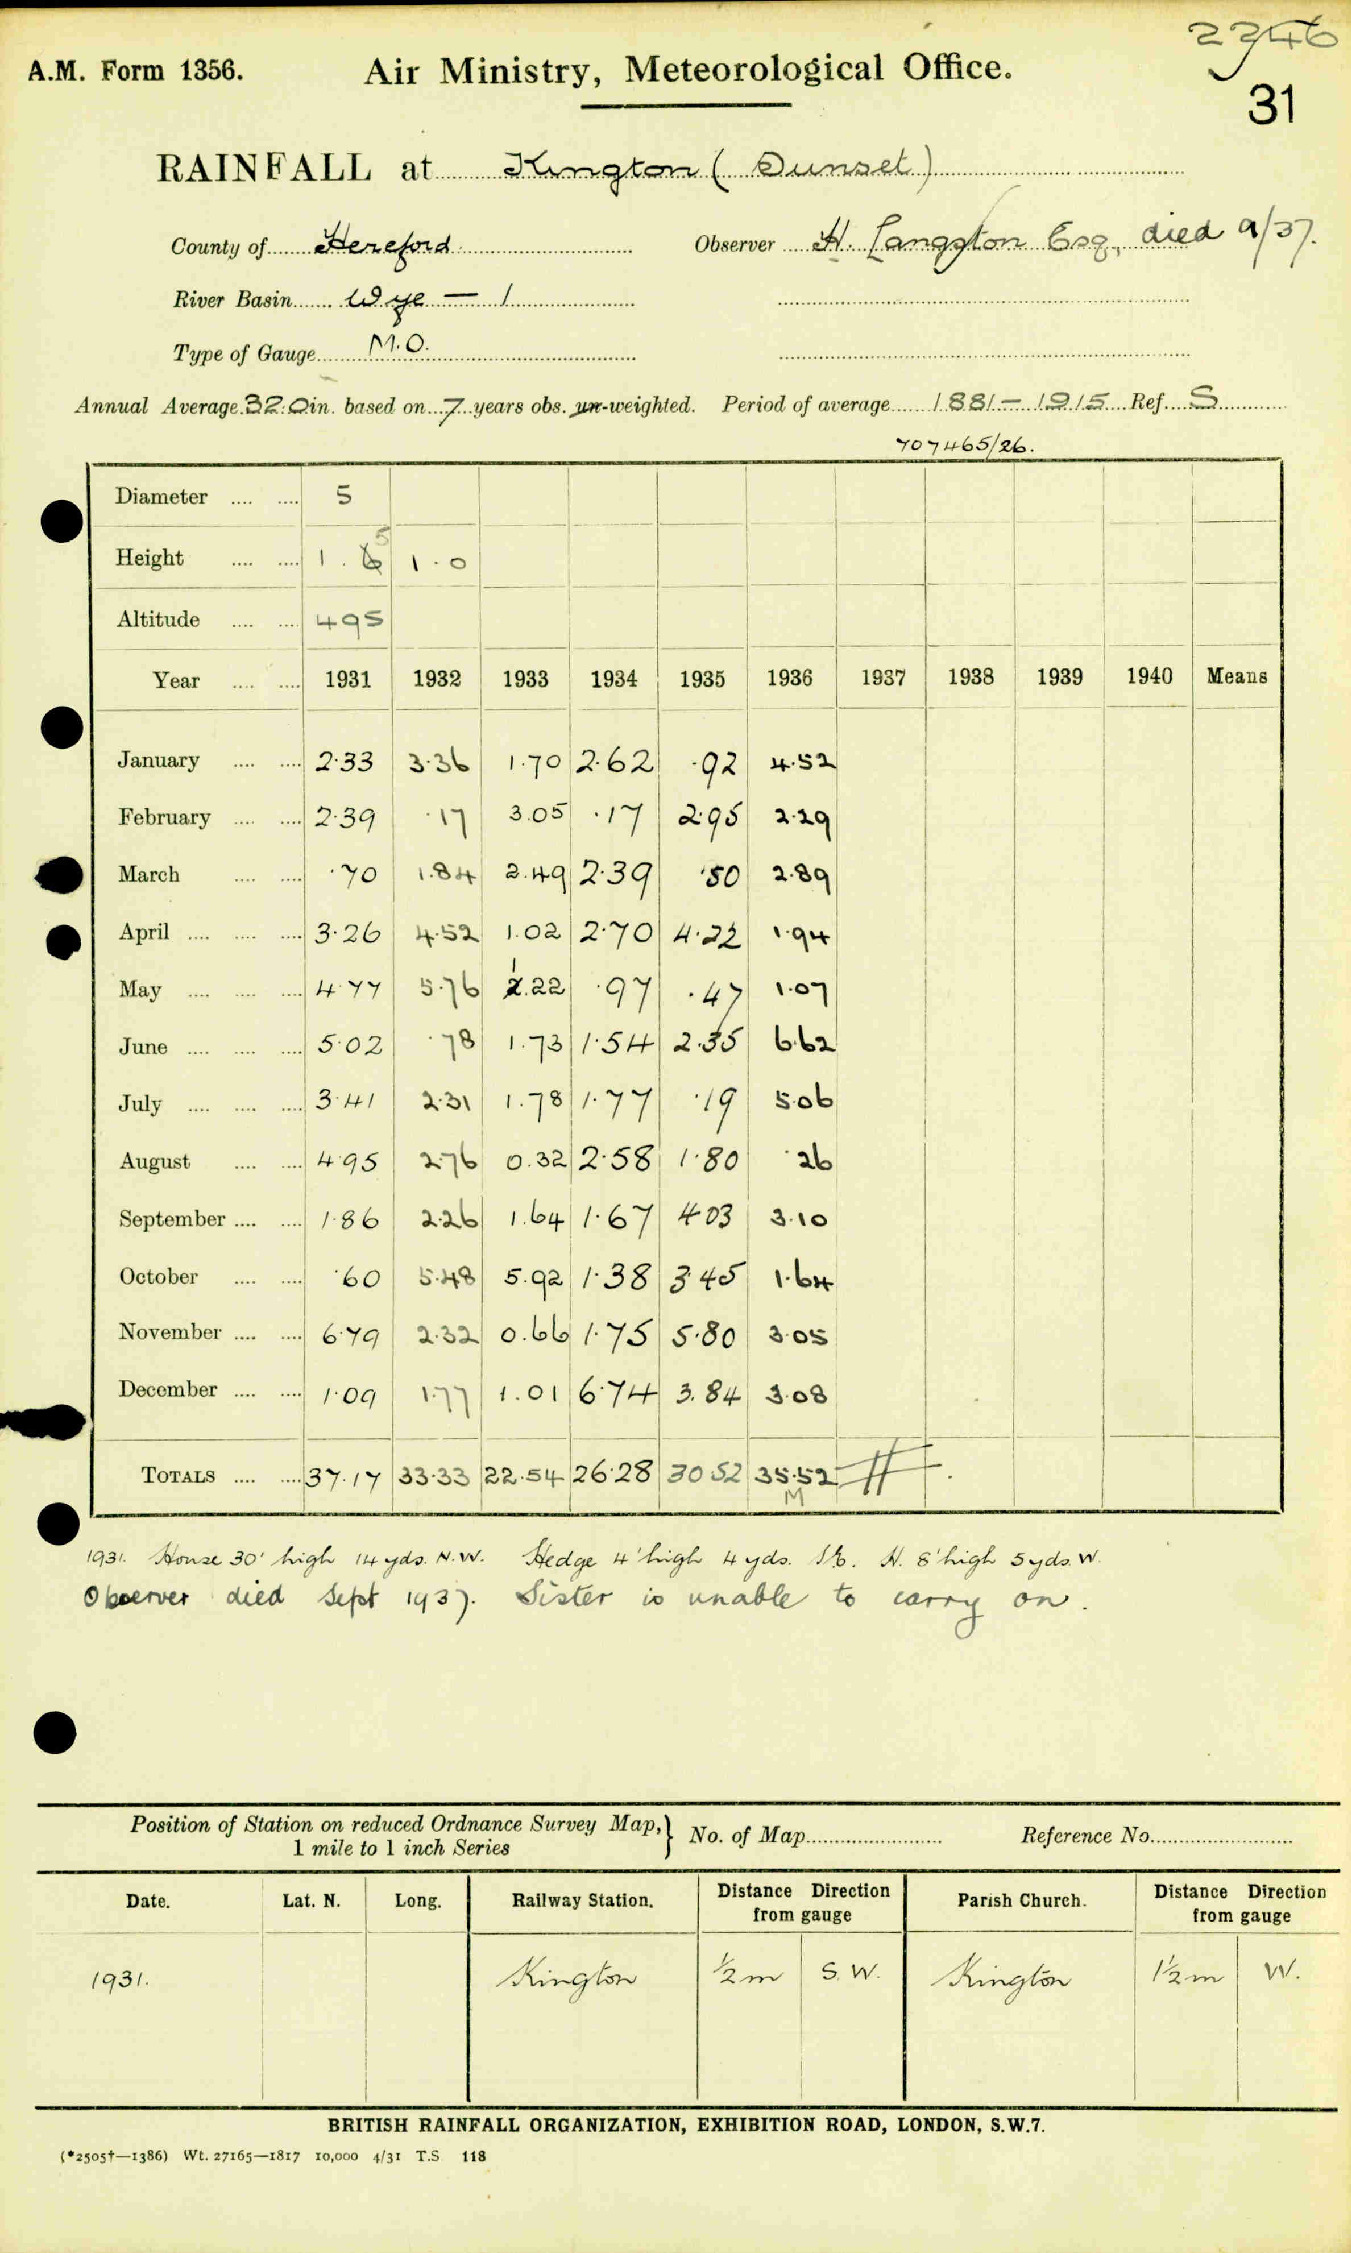 2346
A.M. Form 1356.
Air Ministry, Meteorological Office.
31
RAINFALL at Kington (Sunset)
County of Hereford Observer H. Langston Esq, died 9/37.
River Basin Wye — 1
Type of Gauge M.O.
Annual Average 32.0 in. based on 7 years obs. un-weighted. Period of average 1881 — 1915 Ref. S
707465/26.
Diameter .... .... 5
Height .... .... 1.6 5 1.0
Altitude .... .... 495
Year .... .... 1931 1932 1933 1934 1935 1936 1937 1938 1939 1940 Means
January .... .... 2.33 3.36 1.70 2.62 .92 4.52
February .... .... 2.39 .17 3.05 .17 2.95 2.29
March .... .... .70 1.84 2.49 2.39 .50 2.89
April .... .... .... 3.26 4.52 1.02 2.70 4.22 1.94
May .... .... .... 4.77 5.76 1.22 .97 .47 1.07
June .... .... .... 5.02 .78 1.73 1.54 2.35 6.62
July .... .... .... 3.41 2.31 1.78 1.77 .19 5.06
August .... .... 4.95 2.76 0.32 2.58 1.80 .26
September .... .... 1.86 2.26 1.64 1.67 4.03 3.10
October .... .... .60 5.48 5.92 1.38 3.45 1.64
November .... .... 6.79 2.32 0.66 1.75 5.80 3.05
December .... .... 1.09 1.77 1.01 6.74 3.84 3.08
TOTALS .... .... 37.17 33.33 22.54 26.28 30.52 35.52
M
1931. House 30' high 14 yds. N.W. Hedge 4' high 4 yds. H. 8' high 5 yds. W.
Observer died Sept 1937. Sister is unable to carry on.
Position of Station on reduced Ordnance Survey Map, } No. of Map Reference No.
1 mile to 1 inch Series
Date. Lat. N. Long. Railway Station. Distance Direction from gauge Parish Church. Distance Direction from gauge
1931. Kington ½ m S.W. Kington 1½ m W.
BRITISH RAINFALL ORGANIZATION, EXHIBITION ROAD, LONDON, S.W.7.
(*2505†—1386) Wt. 27165—1817 10,000 4/31 T.S 118